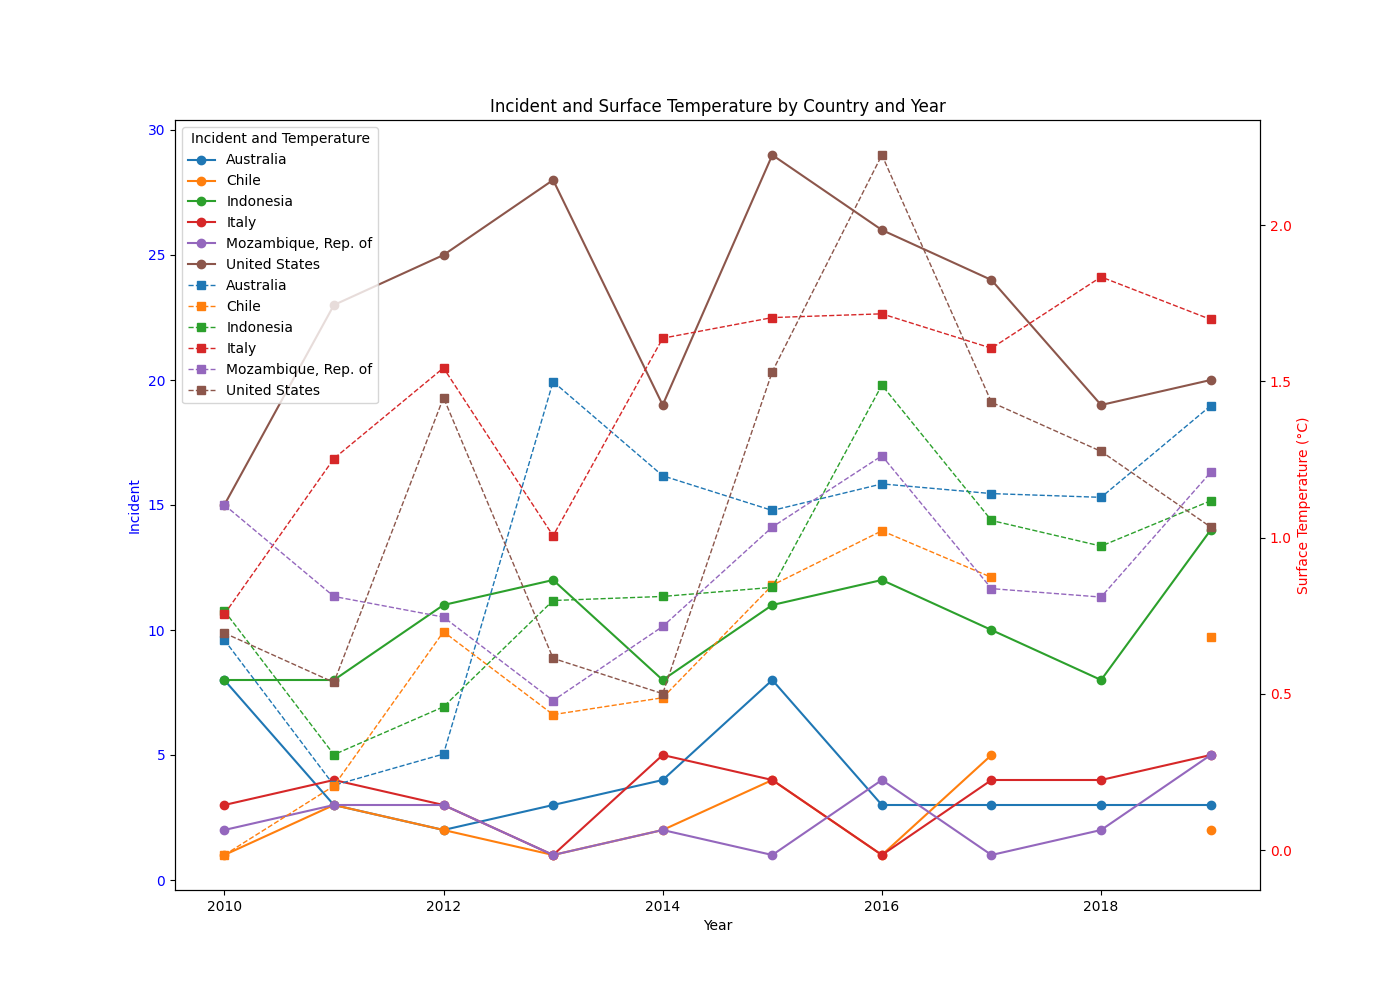 Incident and Surface Temperature by Country and Year
30
25
20
15
10
5
0
Incident
Incident and Temperature
Australia
Chile
Indonesia
Italy
Mozambique, Rep. of
United States
Australia
Chile
Indonesia
Italy
Mozambique, Rep. of
United States
2.0
1.5
1.0
0.5
0.0
Surface Temperature (°C)
2010 2012 2014 2016 2018
Year